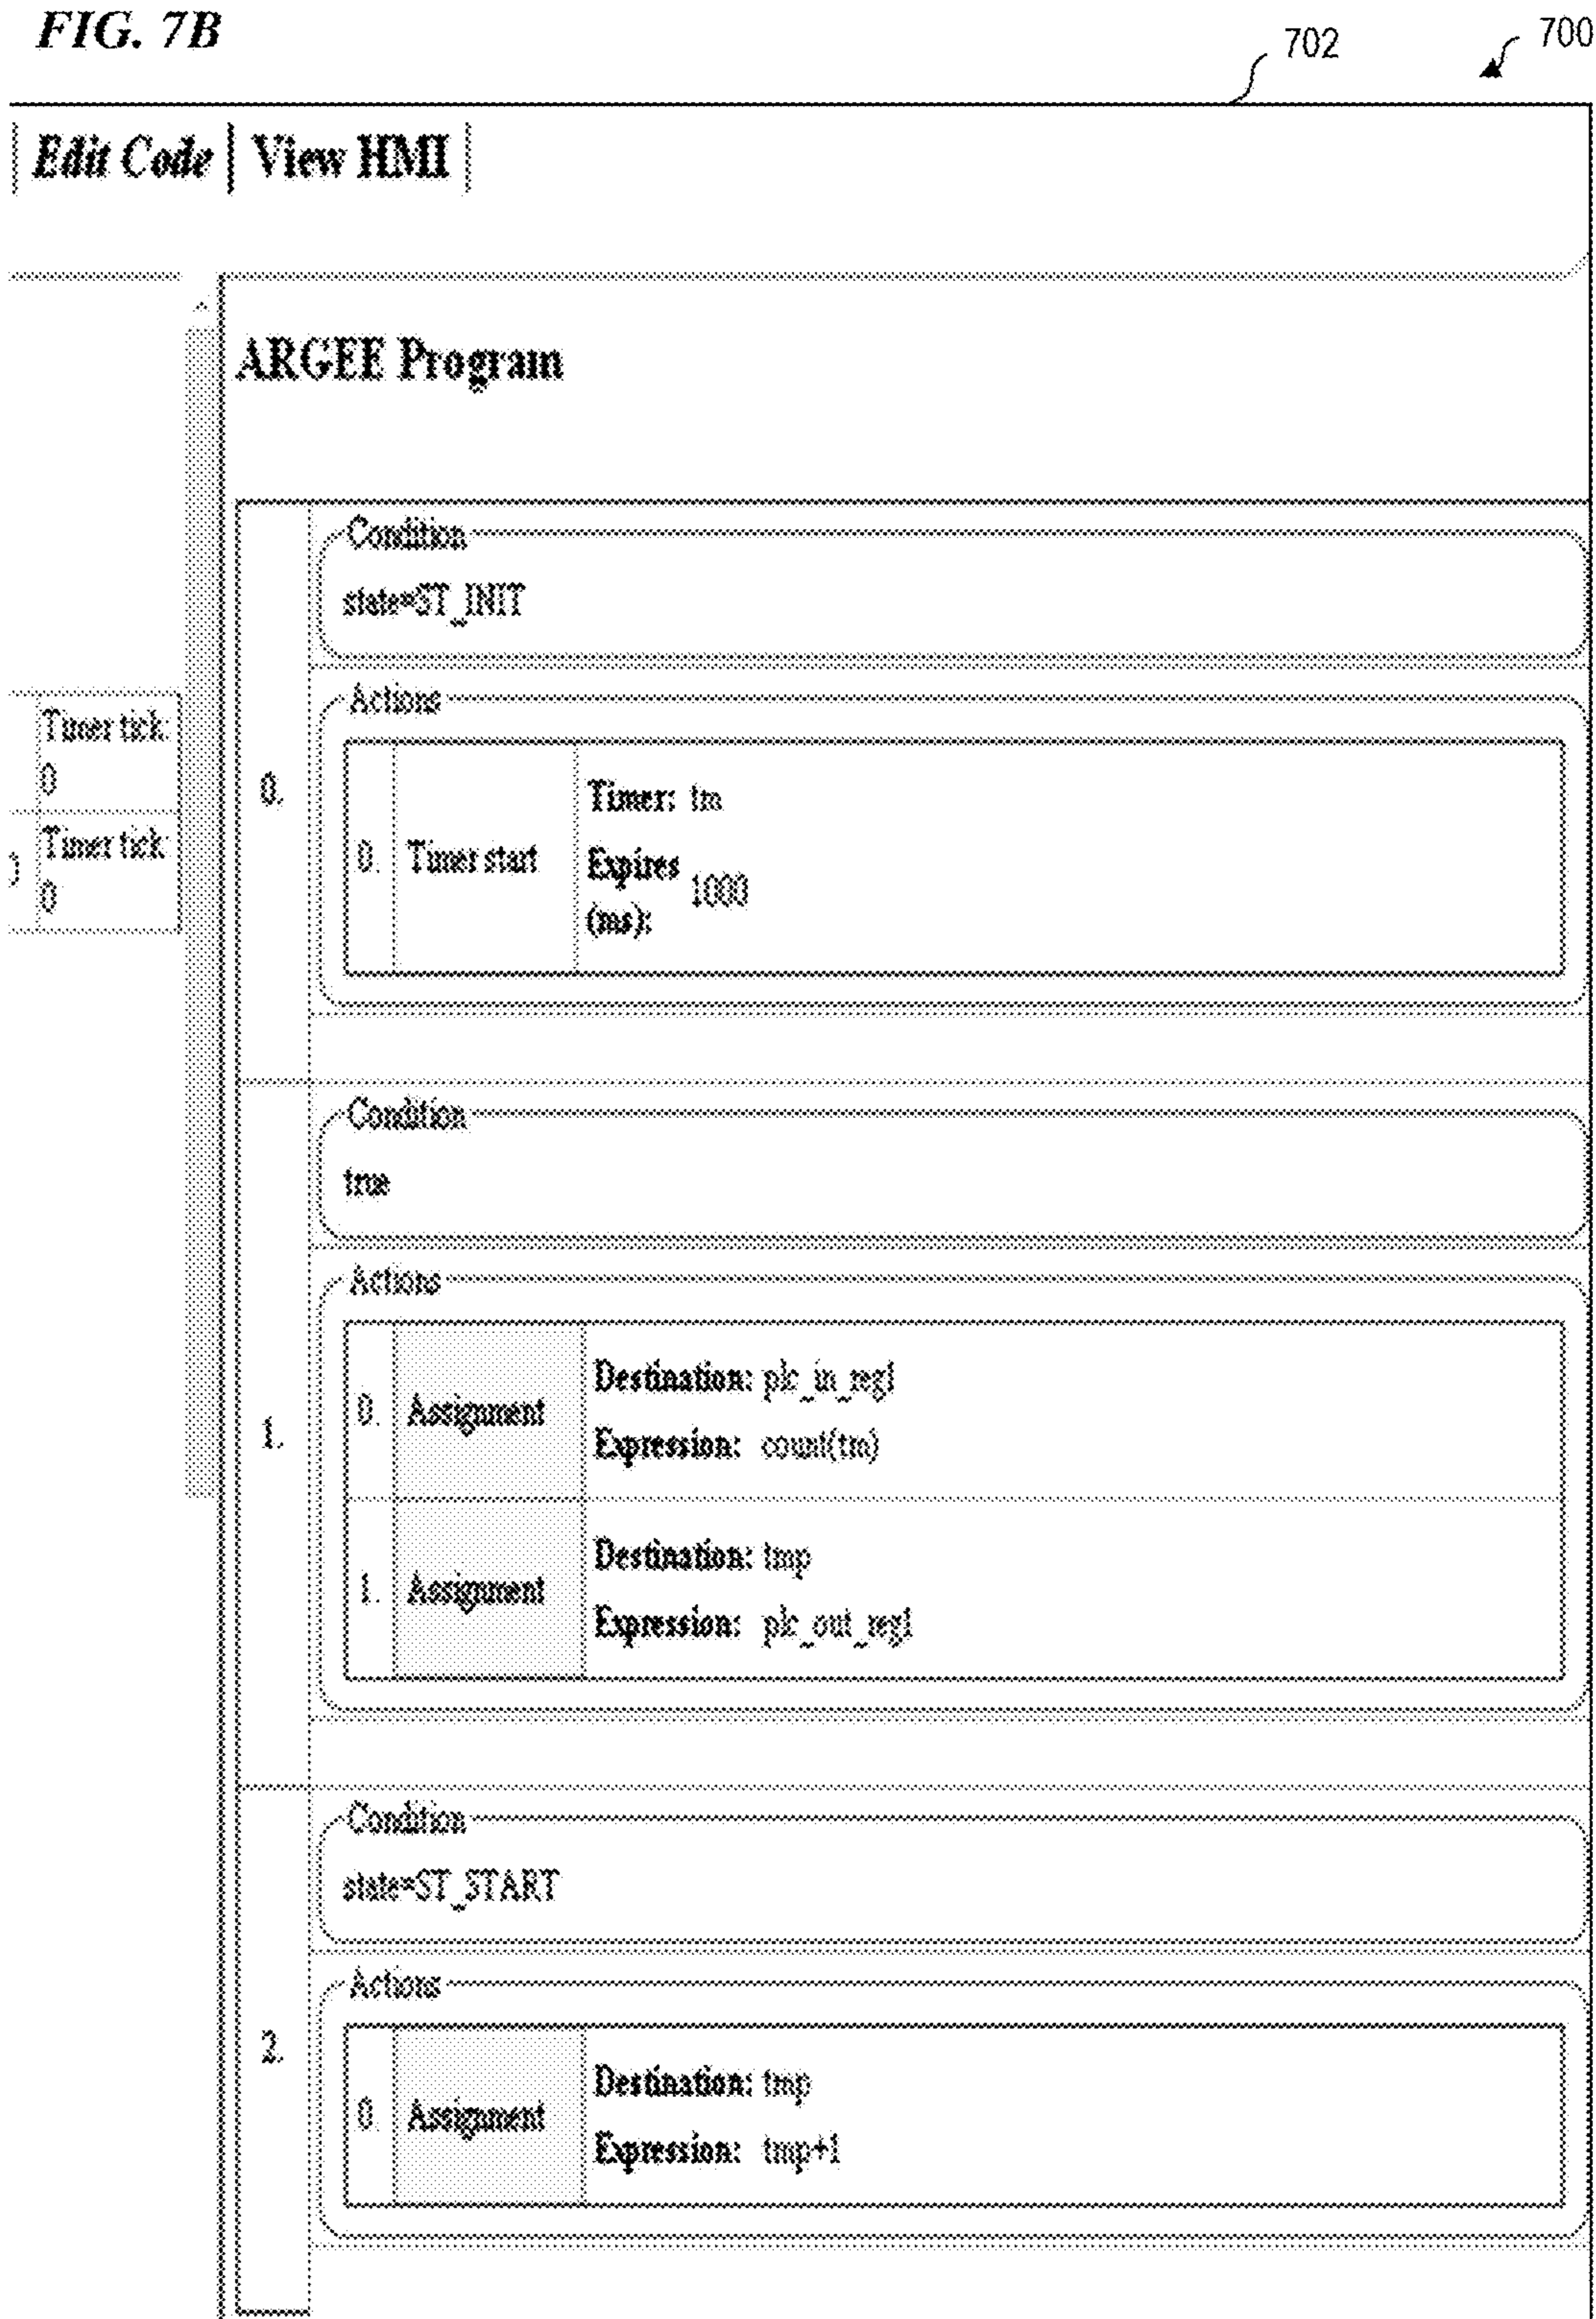 FIG. 7B
702
700
Edit Code | View HMI
ARGEE Program
Timer tick:
0
Timer tick:
0
0.
Condition
state=ST_INIT
Actions
0. Timer start
Timer: tm
Expires (ms): 1000
1.
Condition
true
Actions
0. Assignment
Destination: plc_in_reg1
Expression: count(tm)
1. Assignment
Destination: tmp
Expression: plc_out_reg1
2.
Condition
state=ST_START
Actions
0. Assignment
Destination: tmp
Expression: tmp+1